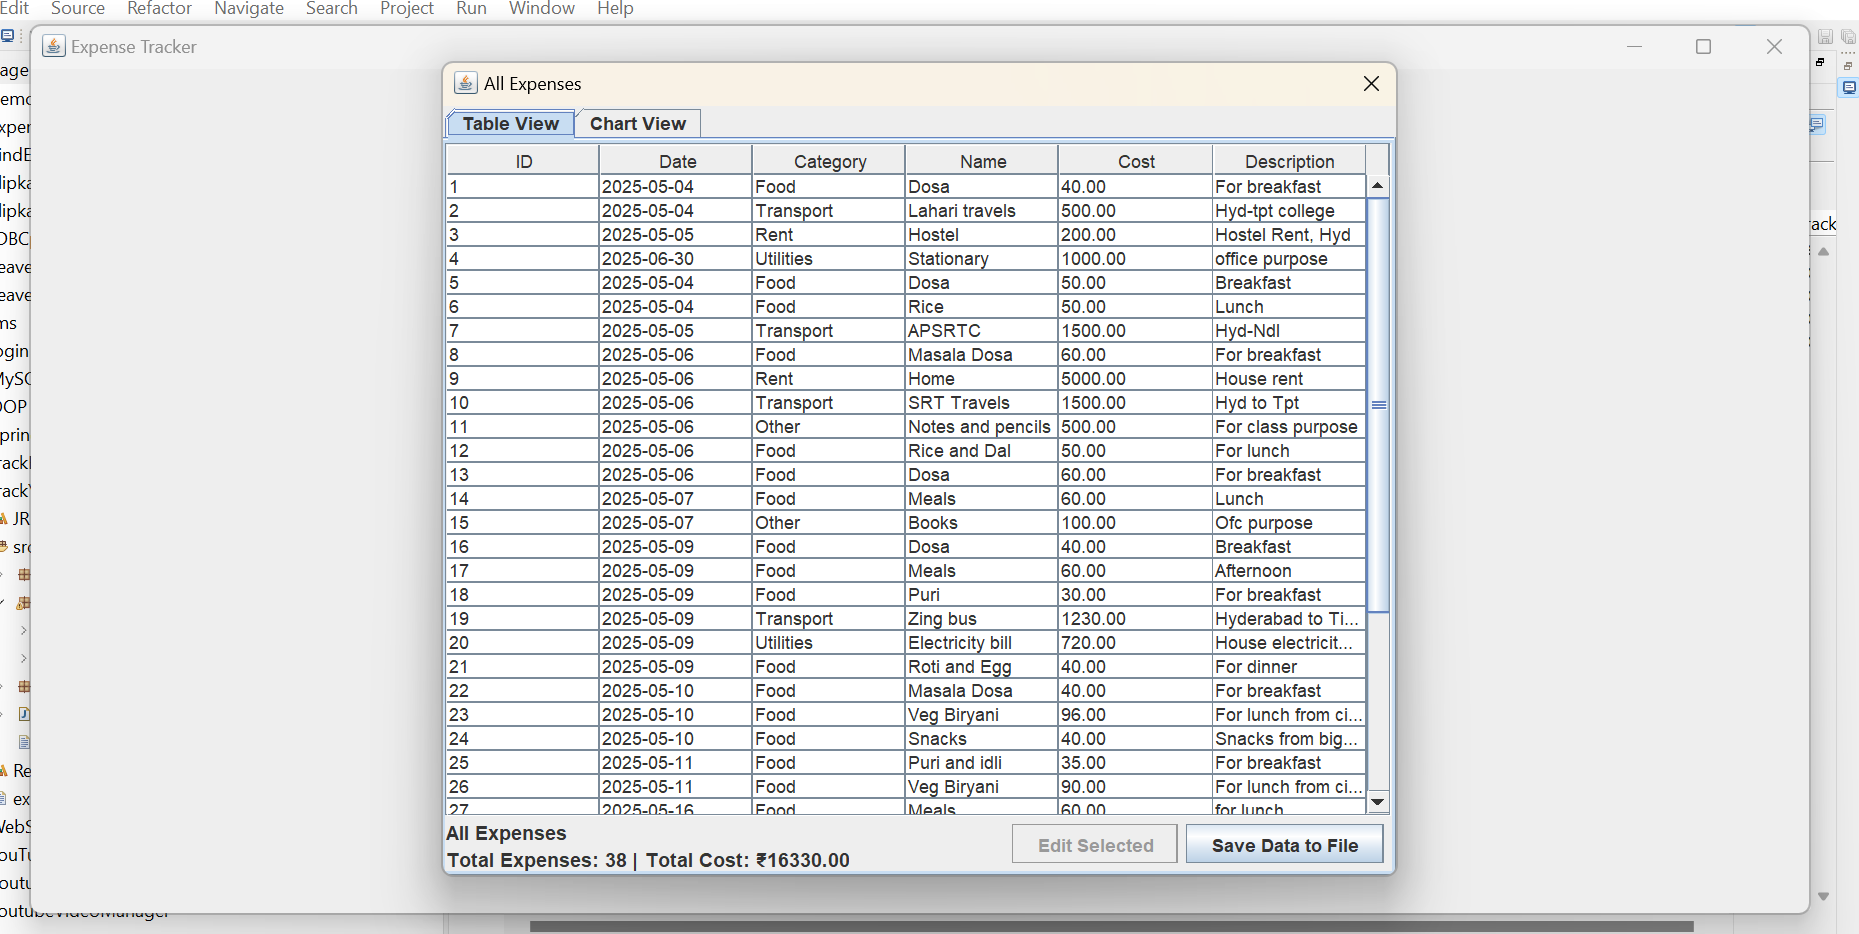 Edit Source Refactor Navigate Search Project Run Window Help
Expense Tracker
All Expenses
Table View Chart View
ID Date Category Name Cost Description
1 2025-05-04 Food Dosa 40.00 For breakfast
2 2025-05-04 Transport Lahari travels 500.00 Hyd-tpt college
3 2025-05-05 Rent Hostel 200.00 Hostel Rent, Hyd
4 2025-06-30 Utilities Stationary 1000.00 office purpose
5 2025-05-04 Food Dosa 50.00 Breakfast
6 2025-05-04 Food Rice 50.00 Lunch
7 2025-05-05 Transport APSRTC 1500.00 Hyd-Ndl
8 2025-05-06 Food Masala Dosa 60.00 For breakfast
9 2025-05-06 Rent Home 5000.00 House rent
10 2025-05-06 Transport SRT Travels 1500.00 Hyd to Tpt
11 2025-05-06 Other Notes and pencils 500.00 For class purpose
12 2025-05-06 Food Rice and Dal 50.00 For lunch
13 2025-05-06 Food Dosa 60.00 For breakfast
14 2025-05-07 Food Meals 60.00 Lunch
15 2025-05-07 Other Books 100.00 Ofc purpose
16 2025-05-09 Food Dosa 40.00 Breakfast
17 2025-05-09 Food Meals 60.00 Afternoon
18 2025-05-09 Food Puri 30.00 For breakfast
19 2025-05-09 Transport Zing bus 1230.00 Hyderabad to Ti...
20 2025-05-09 Utilities Electricity bill 720.00 House electricit...
21 2025-05-09 Food Roti and Egg 40.00 For dinner
22 2025-05-10 Food Masala Dosa 40.00 For breakfast
23 2025-05-10 Food Veg Biryani 96.00 For lunch from ci...
24 2025-05-10 Food Snacks 40.00 Snacks from big...
25 2025-05-11 Food Puri and idli 35.00 For breakfast
26 2025-05-11 Food Veg Biryani 90.00 For lunch from ci...
27 2025-05-16 Food Meals 60.00 for lunch
All Expenses
Total Expenses: 38 | Total Cost: ₹16330.00
Edit Selected Save Data to File